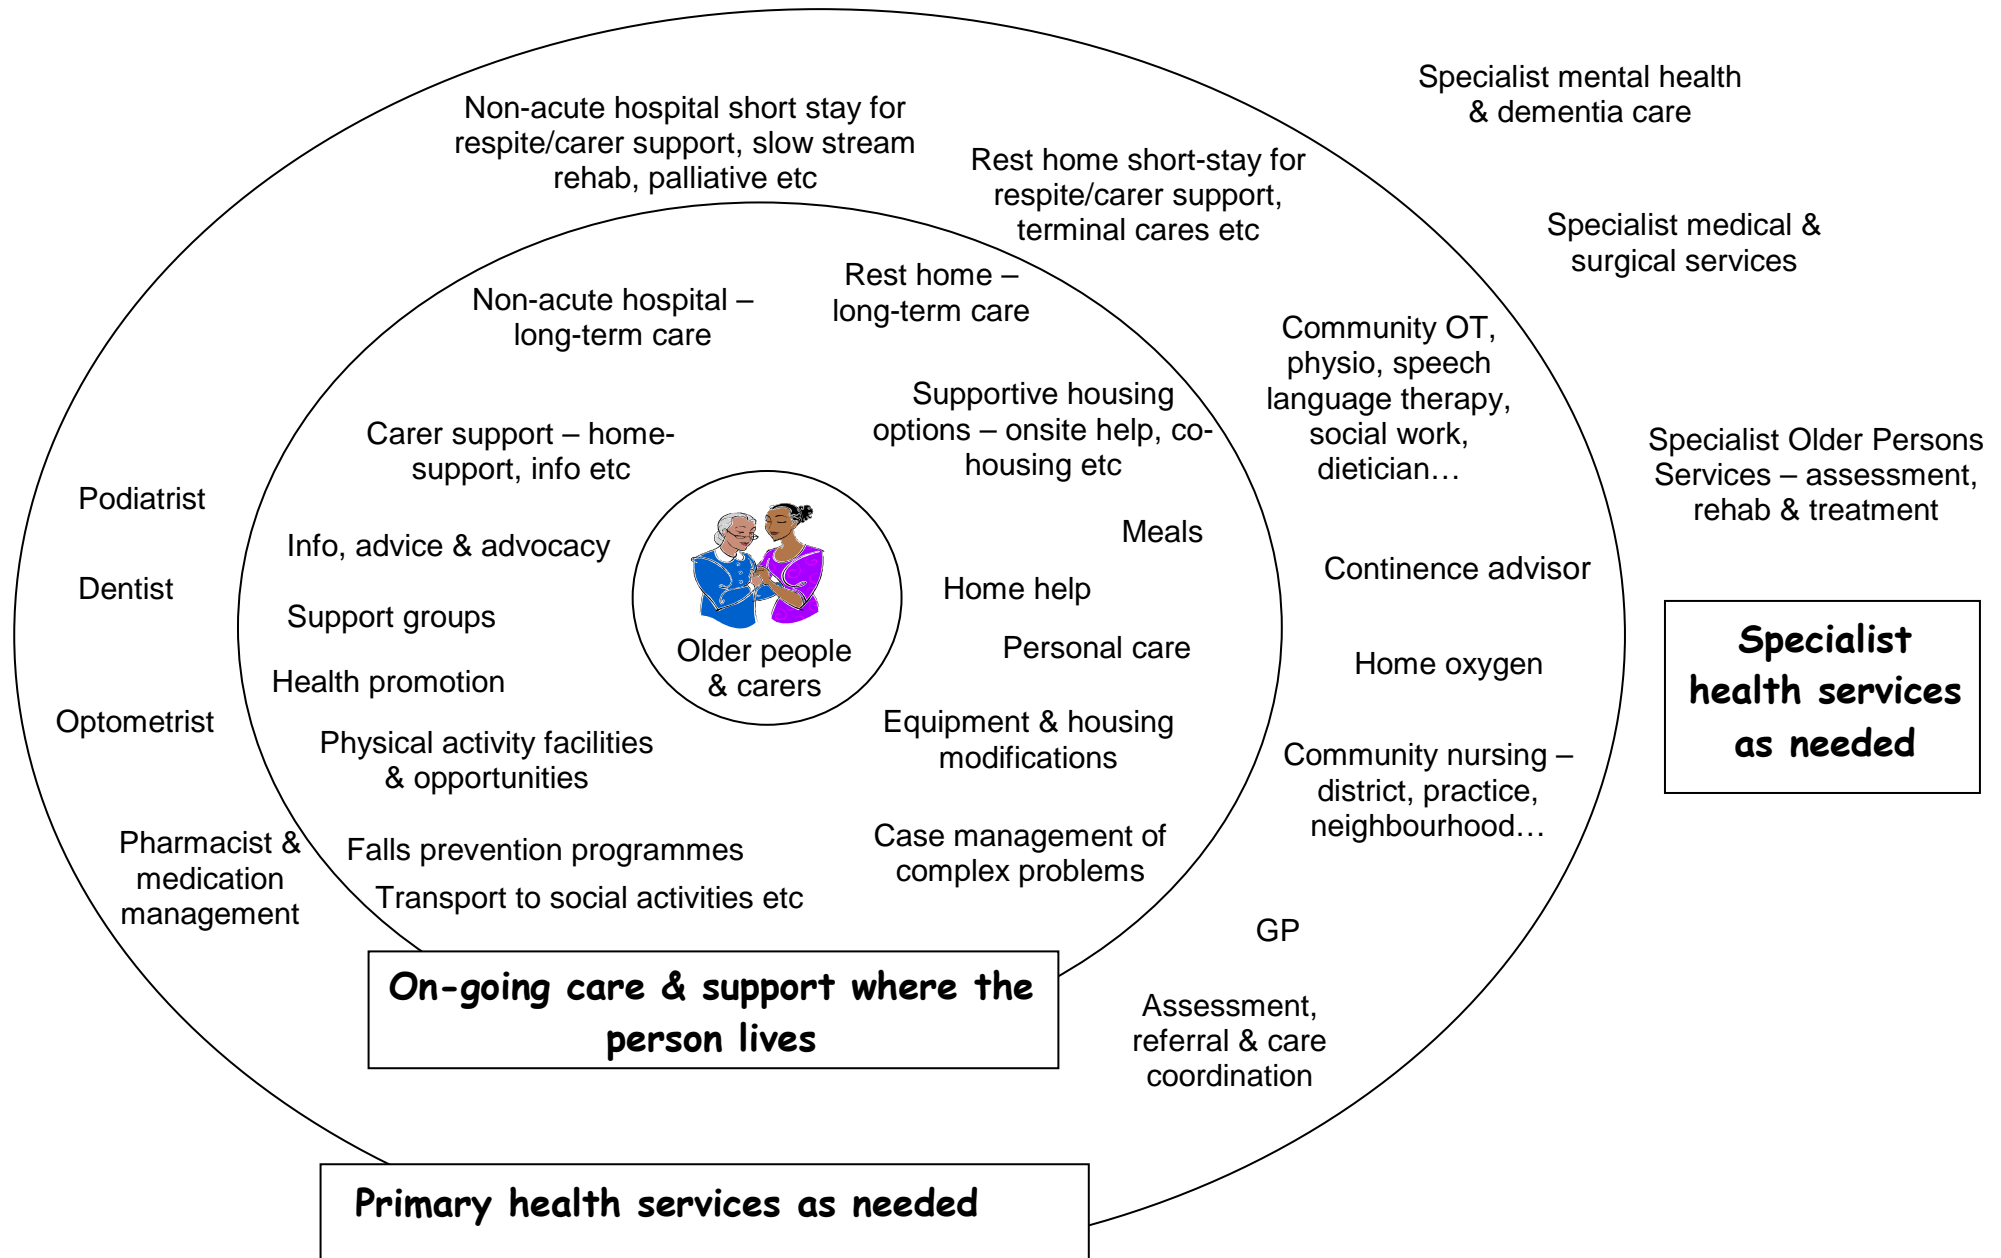 Specialist mental health
& dementia care
Non-acute hospital short stay for
respite/carer support, slow stream
rehab, palliative etc
Rest home short-stay for
respite/carer support,
terminal cares etc
Specialist medical &
surgical services
Rest home –
long-term care
Non-acute hospital –
long-term care
Community OT,
physio, speech
language therapy,
social work,
dietician…
Supportive housing
options – onsite help, co-
housing etc
Carer support – home-
support, info etc
Specialist Older Persons
Services – assessment,
rehab & treatment
Podiatrist
Meals
Info, advice & advocacy
Continence advisor
Dentist
Home help
Support groups
Older people
& carers
Personal care
Home oxygen
Specialist
health services
as needed
Health promotion
Optometrist
Equipment & housing
modifications
Physical activity facilities
& opportunities
Community nursing –
district, practice,
neighbourhood…
Pharmacist &
medication
management
Falls prevention programmes
Case management of
complex problems
Transport to social activities etc
GP
On-going care & support where the
person lives
Assessment,
referral & care
coordination
Primary health services as needed